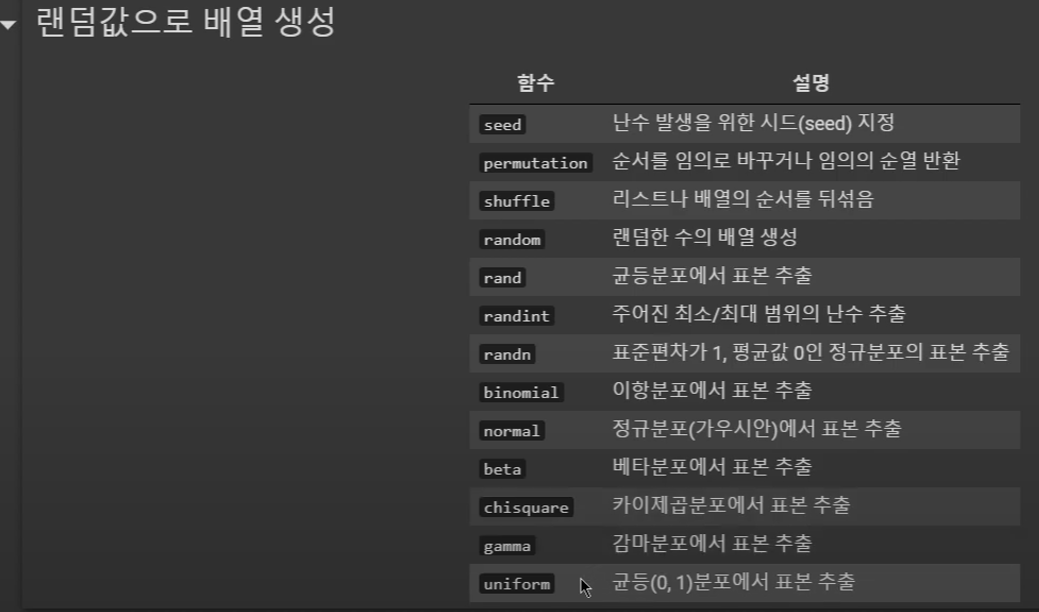 랜덤값으로 배열 생성
함수 설명
seed 난수 발생을 위한 시드(seed) 지정
permutation 순서를 임의로 바꾸거나 임의의 순열 반환
shuffle 리스트나 배열의 순서를 뒤섞음
random 랜덤한 수의 배열 생성
rand 균등분포에서 표본 추출
randint 주어진 최소/최대 범위의 난수 추출
randn 표준편차가 1, 평균값 0인 정규분포의 표본 추출
binomial 이항분포에서 표본 추출
normal 정규분포(가우시안)에서 표본 추출
beta 베타분포에서 표본 추출
chisquare 카이제곱분포에서 표본 추출
gamma 감마분포에서 표본 추출
uniform 균등(0, 1)분포에서 표본 추출